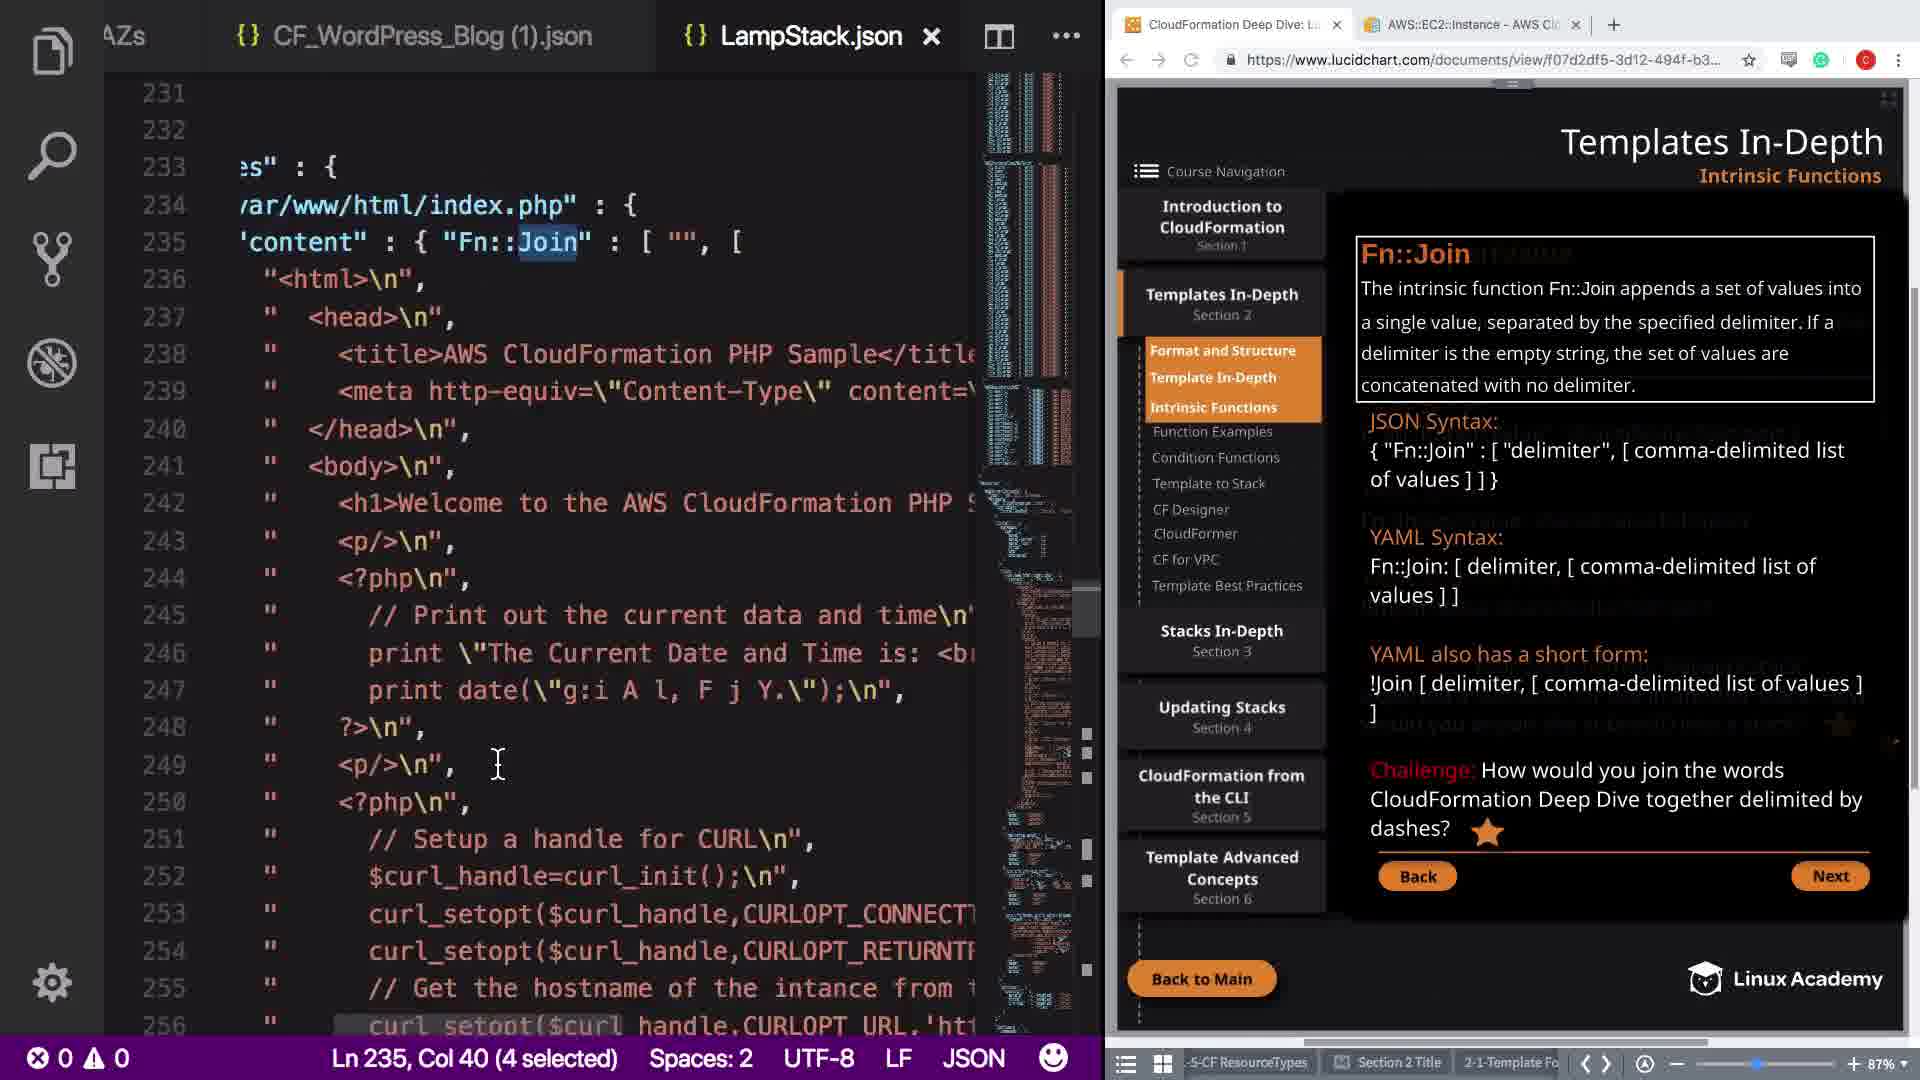 AZs
{} CF_WordPress_Blog (1).json
{} LampStack.json
231
232
233 es" : {
234 var/www/html/index.php" : {
235 "content" : { "Fn::Join" : [ "", [
236 "<html>\n",
237 " <head>\n",
238 " <title>AWS CloudFormation PHP Sample</title
239 " <meta http-equiv=\"Content-Type\" content=\
240 " </head>\n",
241 " <body>\n",
242 " <h1>Welcome to the AWS CloudFormation PHP S
243 " <p/>\n",
244 " <?php\n",
245 " // Print out the current data and time\n"
246 " print \"The Current Date and Time is: <br
247 " print date(\"g:i A l, F j Y.\");\n",
248 " ?>\n",
249 " <p/>\n",
250 " <?php\n",
251 " // Setup a handle for CURL\n",
252 " $curl_handle=curl_init();\n",
253 " curl_setopt($curl_handle,CURLOPT_CONNECT
254 " curl_setopt($curl_handle,CURLOPT_RETURNTR
255 " // Get the hostname of the intance from t
256 " curl_setopt($curl_handle,CURLOPT_URL,'htt
0 0 Ln 235, Col 40 (4 selected) Spaces: 2 UTF-8 LF JSON
CloudFormation Deep Dive: L
AWS::EC2::Instance - AWS Cl
https://www.lucidchart.com/documents/view/f07d2df5-3d12-494f-b3...
C
Templates In-Depth
Intrinsic Functions
Course Navigation
Introduction to
CloudFormation
Section 1
Templates In-Depth
Section 2
Format and Structure
Template In-Depth
Intrinsic Functions
Function Examples
Condition Functions
Template to Stack
CF Designer
CloudFormer
CF for VPC
Template Best Practices
Stacks In-Depth
Section 3
Updating Stacks
Section 4
CloudFormation from
the CLI
Section 5
Template Advanced
Concepts
Section 6
Back to Main
Fn::Join
The intrinsic function Fn::Join appends a set of values into
a single value, separated by the specified delimiter. If a
delimiter is the empty string, the set of values are
concatenated with no delimiter.
JSON Syntax:
{ "Fn::Join" : [ "delimiter", [ comma-delimited list
of values ] ] }
YAML Syntax:
Fn::Join: [ delimiter, [ comma-delimited list of
values ] ]
YAML also has a short form:
!Join [ delimiter, [ comma-delimited list of values ]
]
Challenge: How would you join the words
CloudFormation Deep Dive together delimited by
dashes?
Back
Next
Linux Academy
-5-CF ResourceTypes
Section 2 Title
2-1-Template Fo
87%